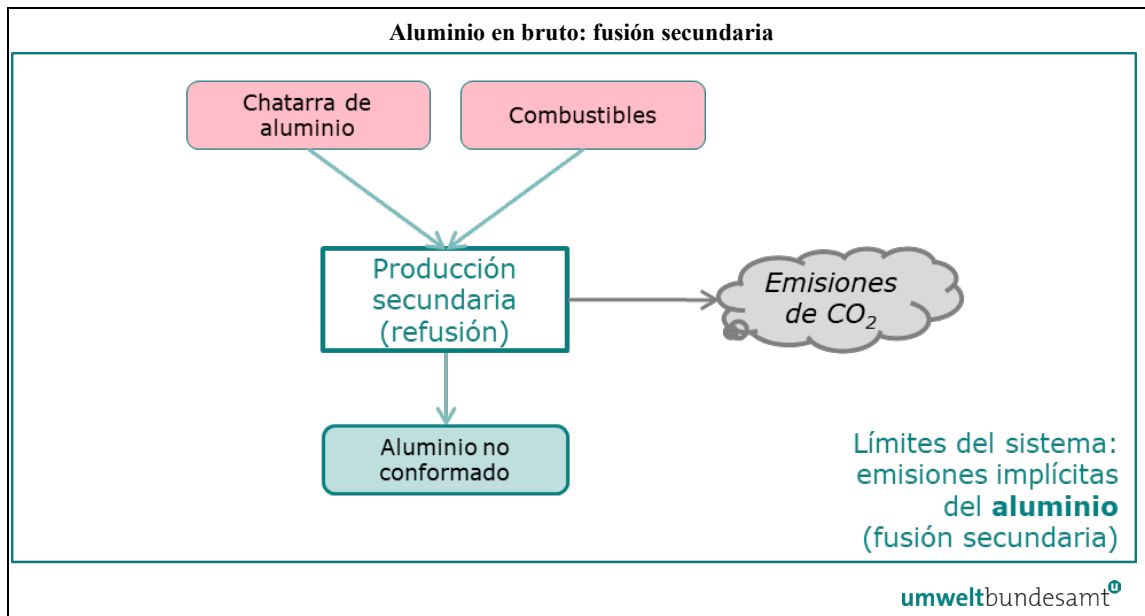 Aluminio en bruto: fusión secundaria
Chatarra de
aluminio
Combustibles
Producción
secundaria
(refusión)
Emisiones
de CO₂
Aluminio no
conformado
Límites del sistema:
emisiones implícitas
del aluminio
(fusión secundaria)
umweltbundesamt
u